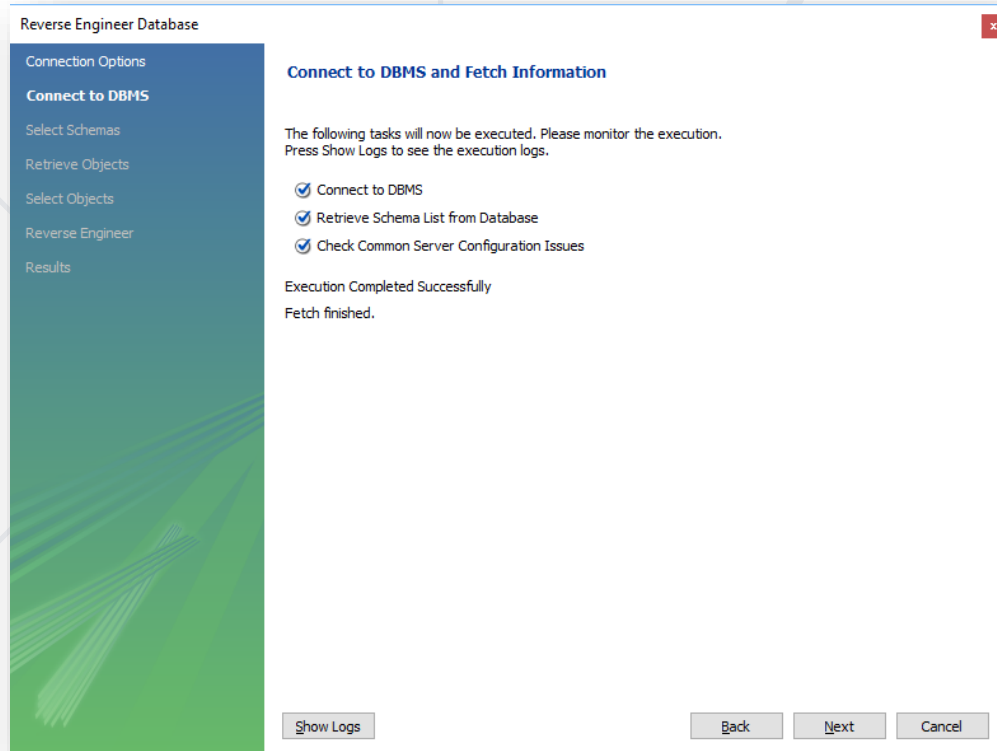 Reverse Engineer Database
x
Connection Options
Connect to DBMS
Select Schemas
Retrieve Objects
Select Objects
Reverse Engineer
Results
Connect to DBMS and Fetch Information
The following tasks will now be executed. Please monitor the execution.
Press Show Logs to see the execution logs.
Connect to DBMS
Retrieve Schema List from Database
Check Common Server Configuration Issues
Execution Completed Successfully
Fetch finished.
Show Logs
Back
Next
Cancel